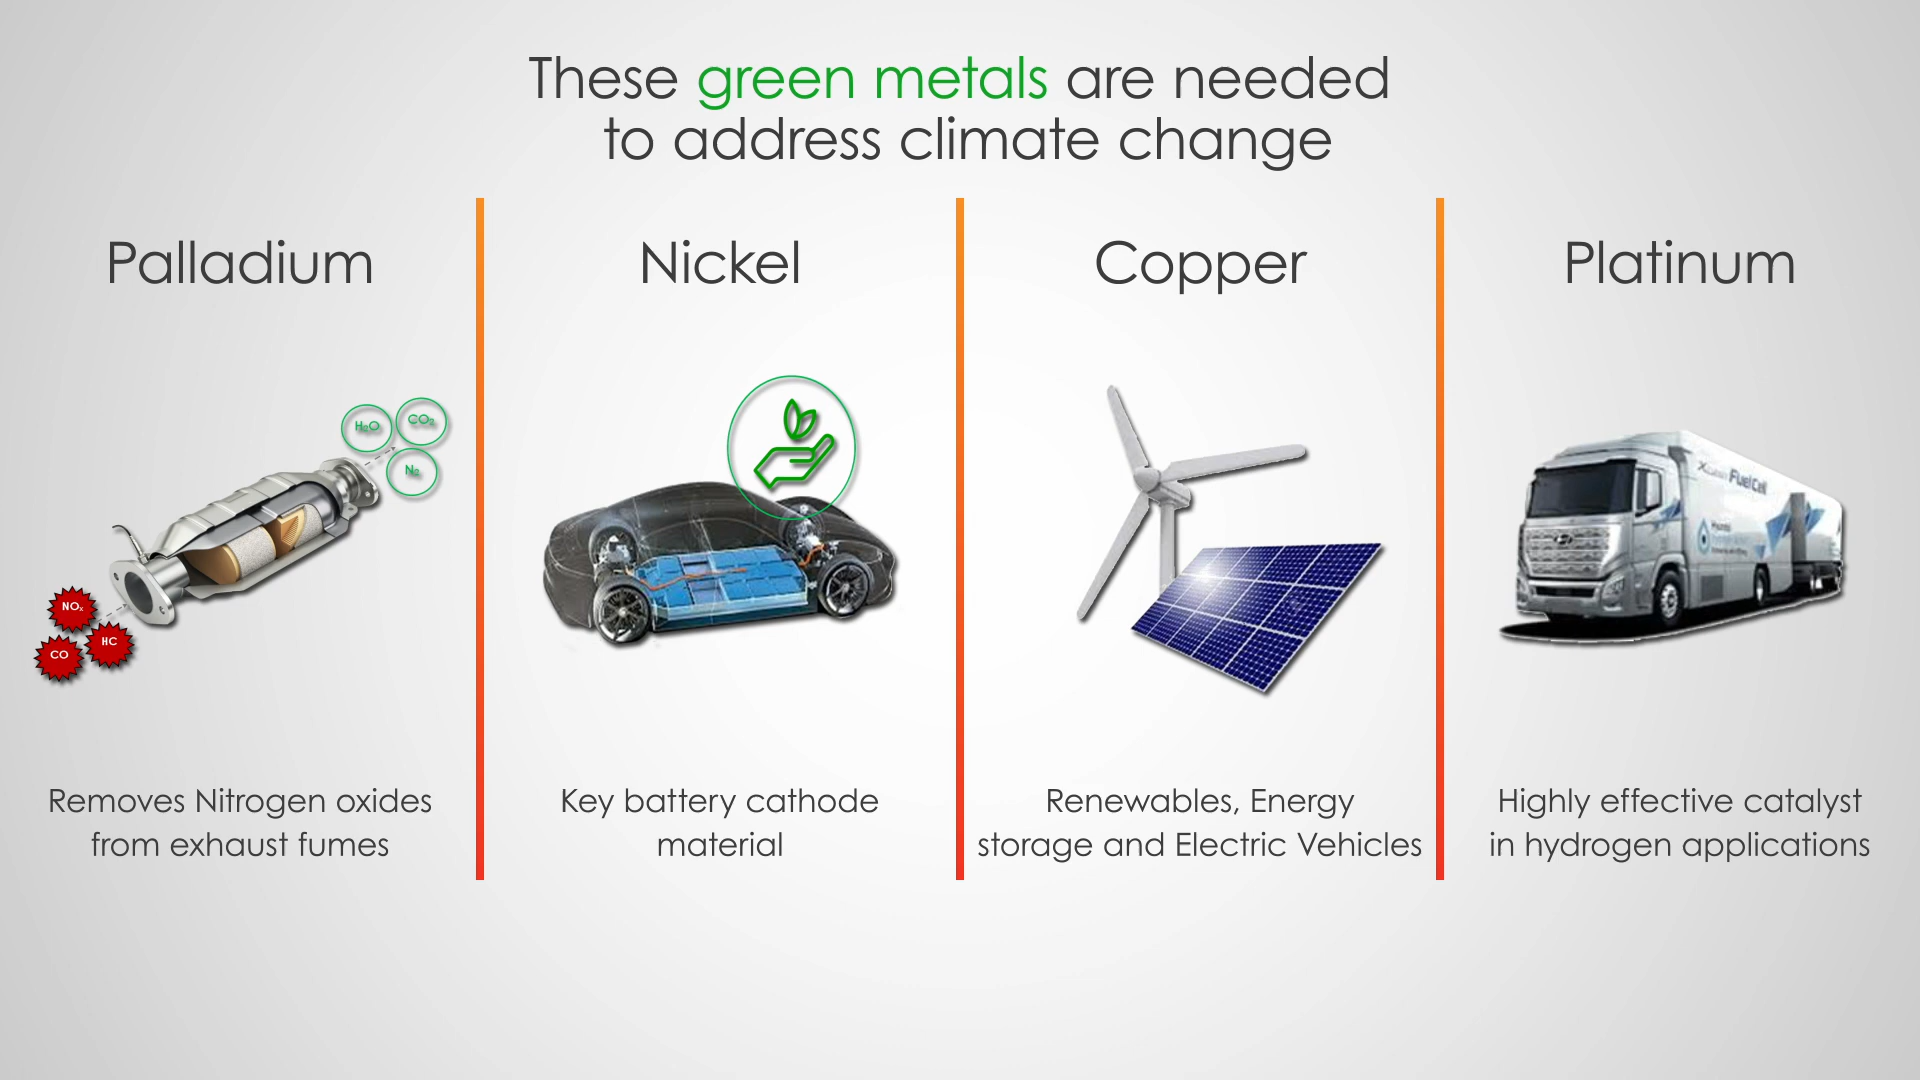 These green metals are needed
to address climate change
Palladium
Nickel
Copper
Platinum
H₂O
CO₂
N₂
NOₓ
HC
CO
Fuel Cell
Removes Nitrogen oxides
from exhaust fumes
Key battery cathode
material
Renewables, Energy
storage and Electric Vehicles
Highly effective catalyst
in hydrogen applications